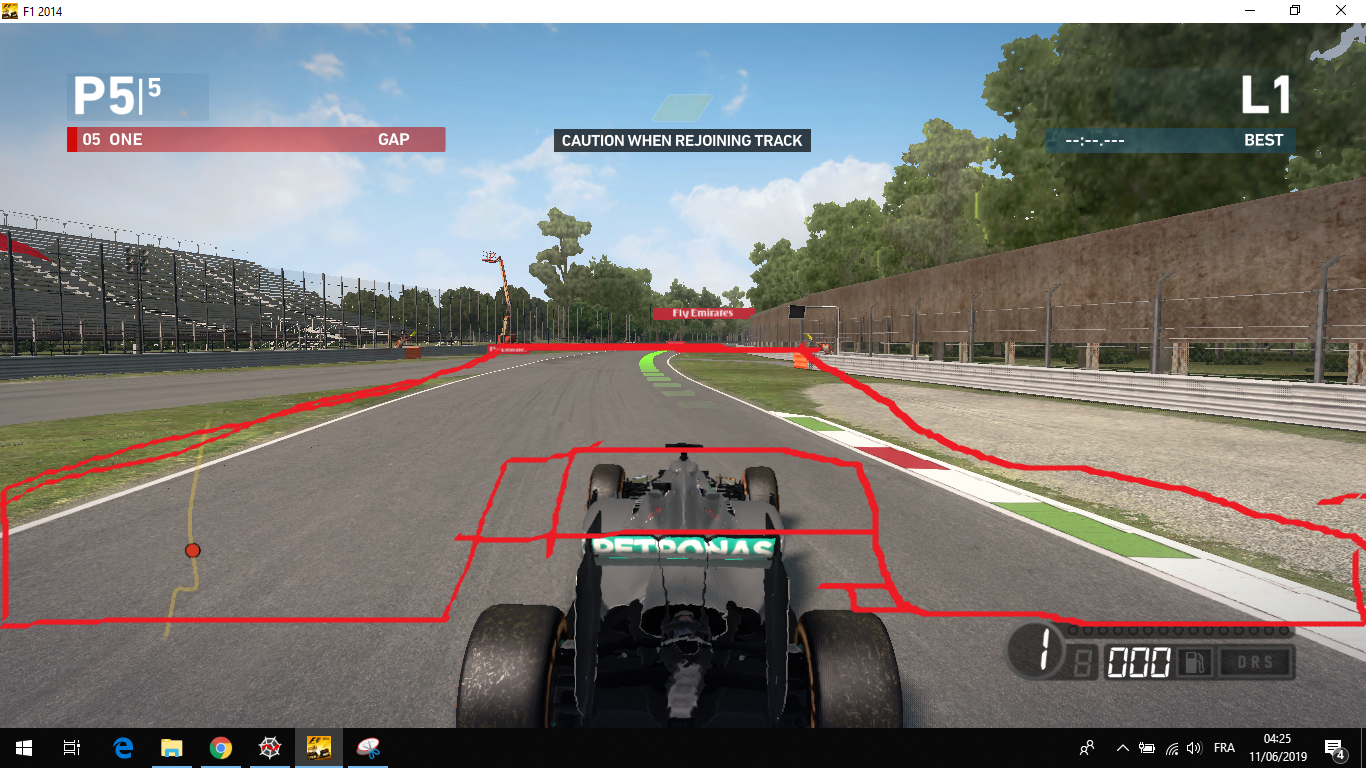 F1 2014
P5|5
L1
05 ONE GAP
CAUTION WHEN REJOINING TRACK
--:--.---
BEST
Fly Emirates
PETRONAS
1
8
000
DRS
FRA
04:25
11/06/2019
4